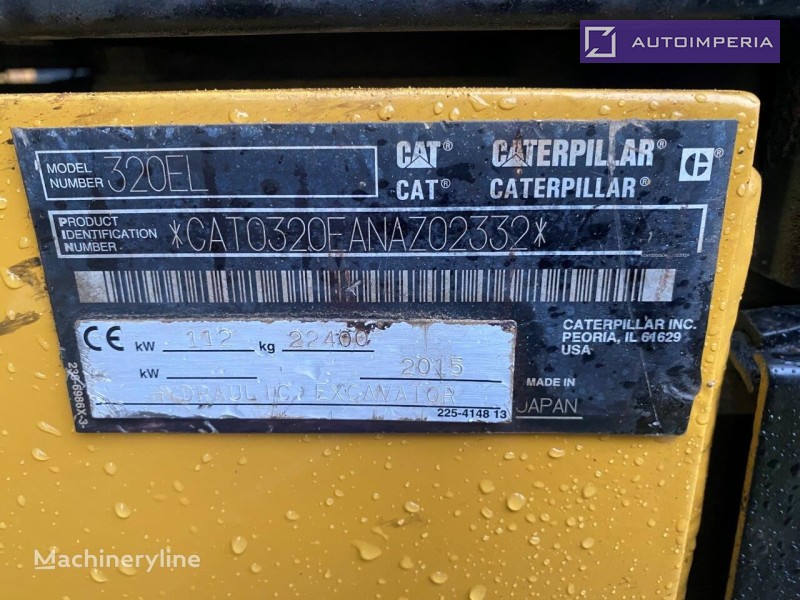 AUTOIMPERIA
MODEL NUMBER 320EL
CAT® CATERPILLAR®
CAT® CATERPILLAR®
PRODUCT IDENTIFICATION NUMBER *CAT0320EANAZ02332*
CE kW 112 kg 22400
kW 2015
HYDRAULIC EXCAVATOR
225-4148 13
CATERPILLAR INC.
PEORIA, IL 61629
USA
MADE IN
JAPAN
Machineryline